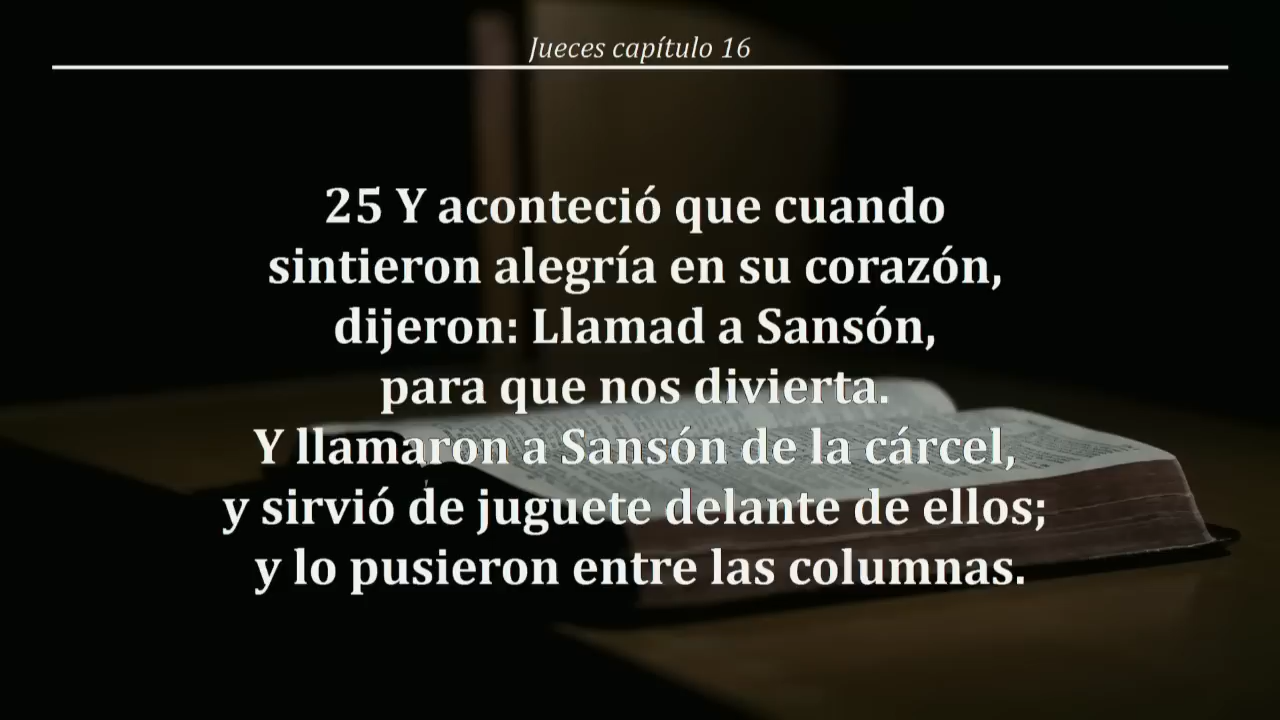 Jueces capítulo 16
25 Y aconteció que cuando
sintieron alegría en su corazón,
dijeron: Llamad a Sansón,
para que nos divierta.
Y llamaron a Sansón de la cárcel,
y sirvió de juguete delante de ellos;
y lo pusieron entre las columnas.